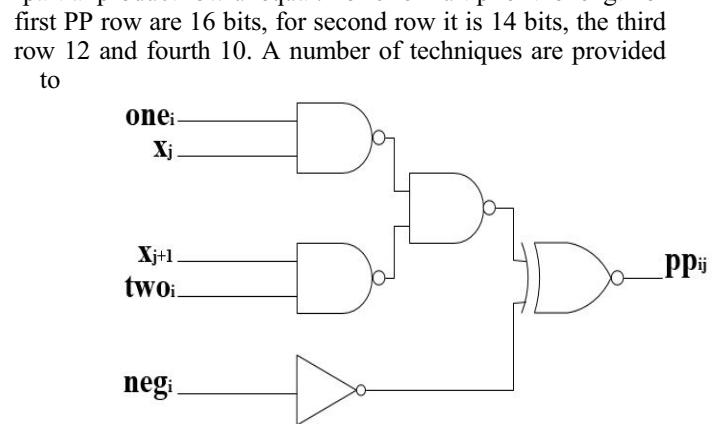 first PP row are 16 bits, for second row it is 14 bits, the third
row 12 and fourth 10. A number of techniques are provided
to
onei
xj
xj+1
twoi
negi
ppij